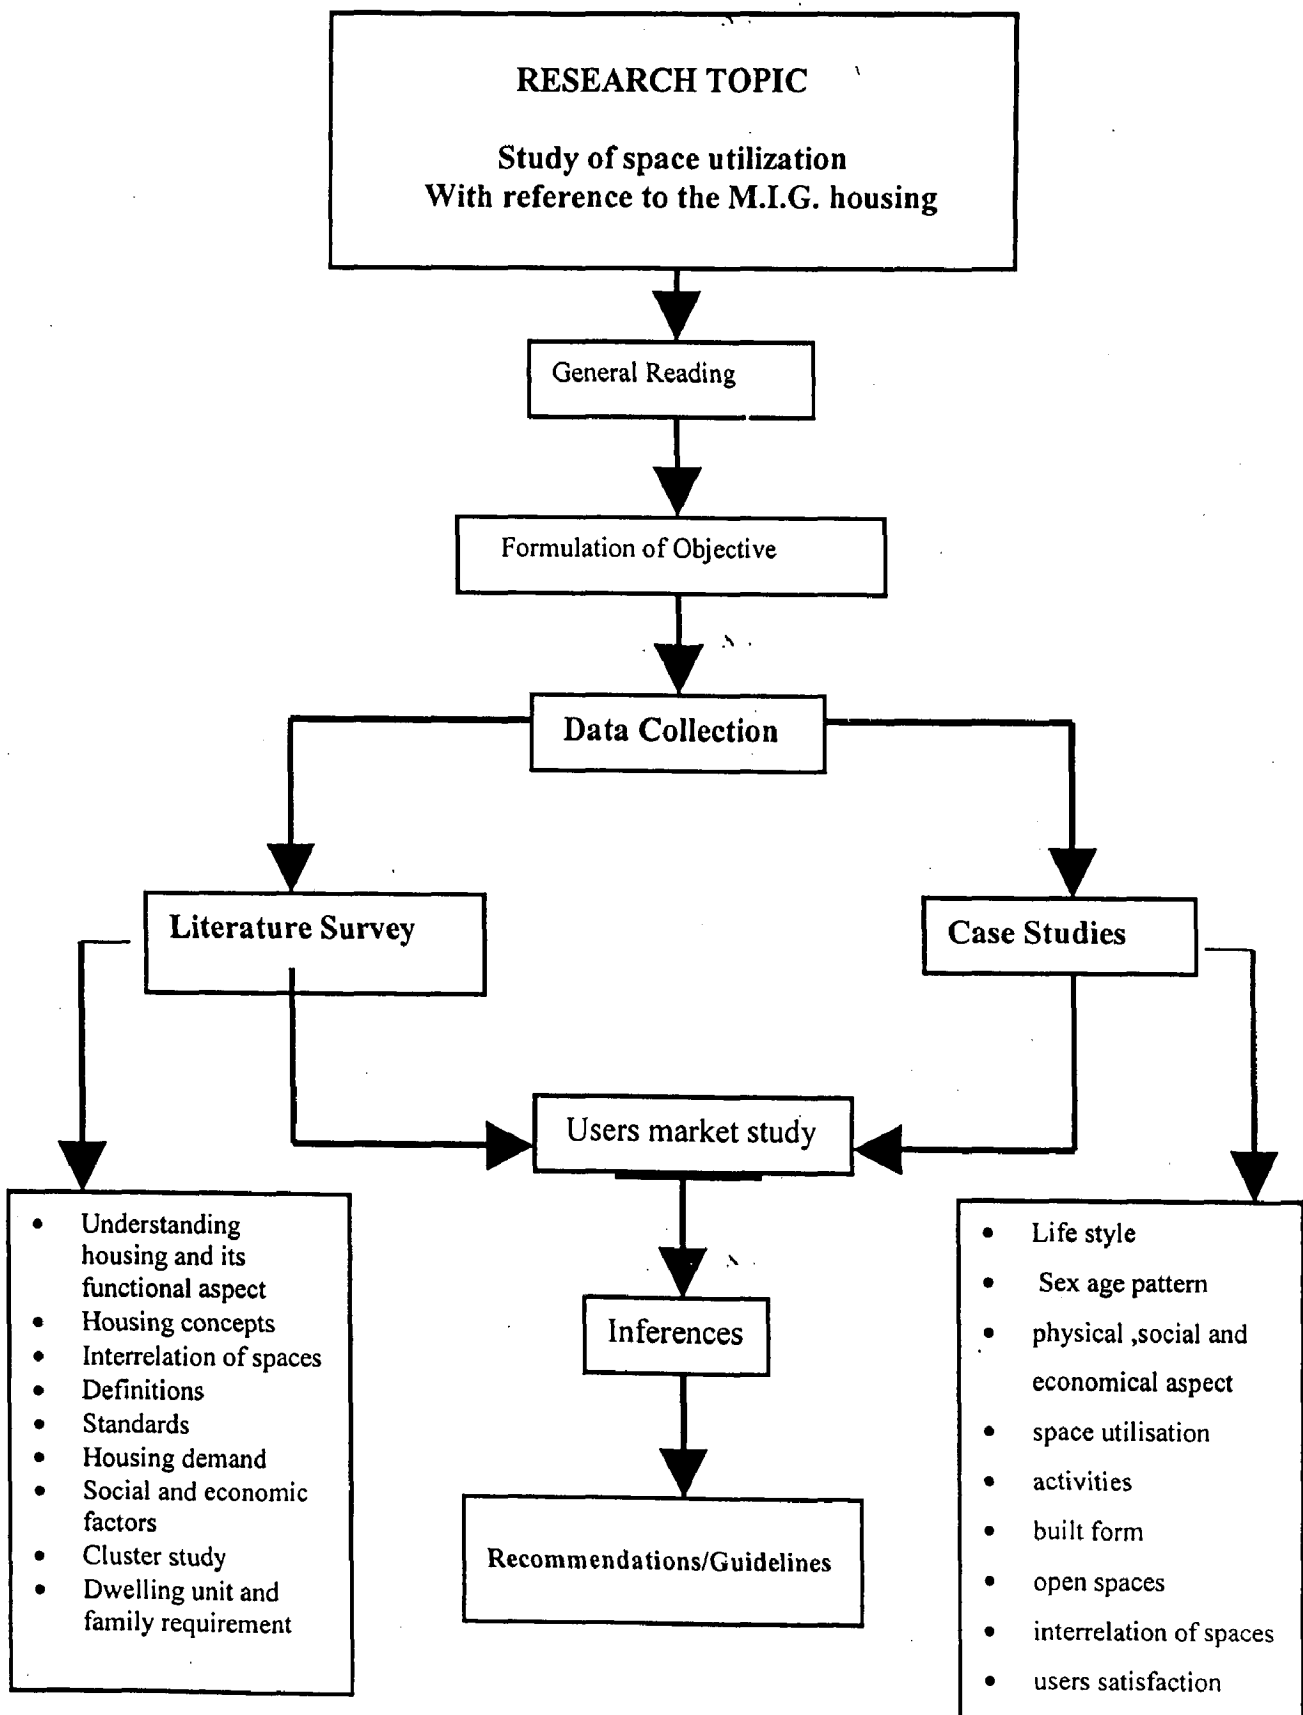 RESEARCH TOPIC
Study of space utilization
With reference to the M.I.G. housing
General Reading
Formulation of Objective
Data Collection
Literature Survey
Case Studies
Users market study
• Understanding
housing and its
functional aspect
• Housing concepts
• Interrelation of spaces
• Definitions
• Standards
• Housing demand
• Social and economic
factors
• Cluster study
• Dwelling unit and
family requirement
Inferences
Recommendations/Guidelines
• Life style
• Sex age pattern
• physical ,social and
economical aspect
• space utilisation
• activities
• built form
• open spaces
• interrelation of spaces
• users satisfaction